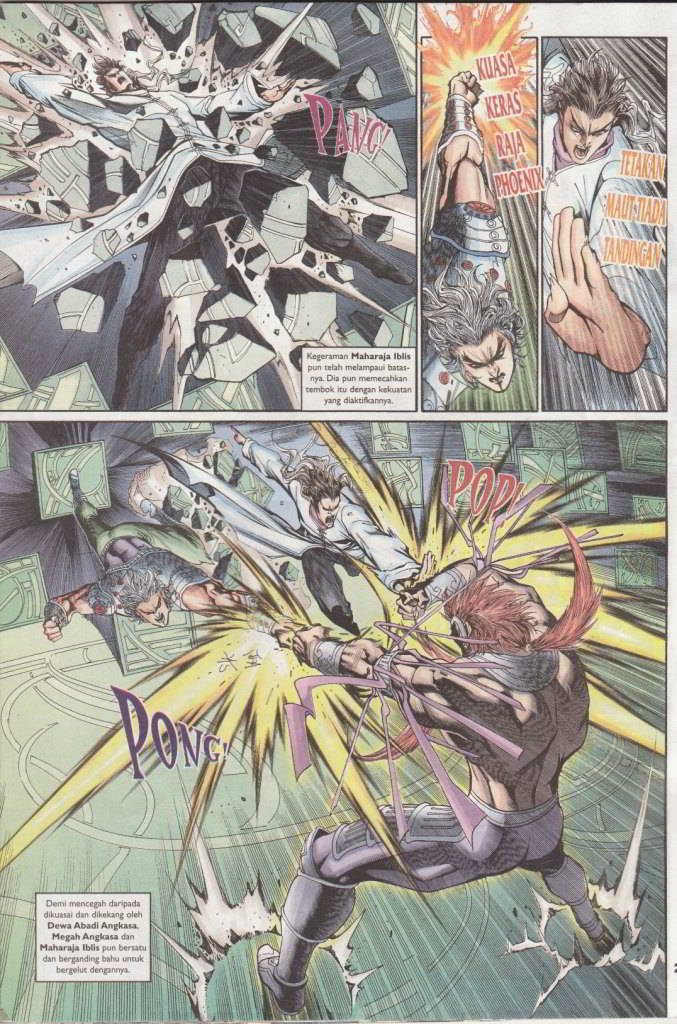 PANG!
Kegeraman Maharaja Iblis
pun telah melampaui batas-
nya. Dia pun memecahkan
tembok itu dengan kekuatan
yang diaktifkannya.
KUASA
KERAS
RAJA
PHOENIX
TETAKAN
MAUT TIADA
TANDINGAN
POP!
PONG!
Demi mencegah daripada
dikuasai dan dikekang oleh
Dewa Abadi Angkasa,
Megah Angkasa dan
Maharaja Iblis pun bersatu
dan berganding bahu untuk
bergelut dengannya.